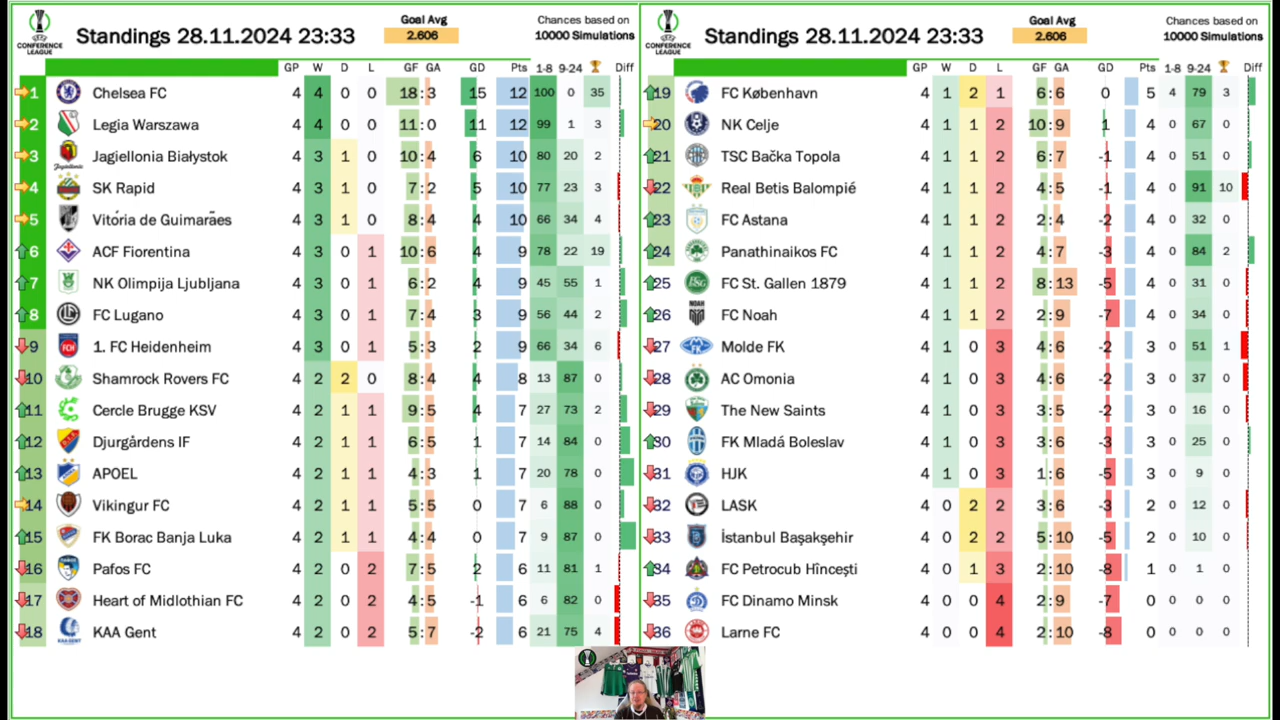 CONFERENCE LEAGUE Standings 28.11.2024 23:33 Goal Avg 2.606 Chances based on 10000 Simulations
GP W D L GF GA GD Pts 1-8 9-24 Diff
1 Chelsea FC 4 4 0 0 18:3 15 12 100 0 35
2 Legia Warszawa 4 4 0 0 11:0 11 12 99 1 3
3 Jagiellonia Białystok 4 3 1 0 10:4 6 10 80 20 2
4 SK Rapid 4 3 1 0 7:2 5 10 77 23 3
5 Vitória de Guimarães 4 3 1 0 8:4 4 10 66 34 4
6 ACF Fiorentina 4 3 0 1 10:6 4 9 78 22 19
7 NK Olimpija Ljubljana 4 3 0 1 6:2 4 9 45 55 1
8 FC Lugano 4 3 0 1 7:4 3 9 56 44 2
9 1. FC Heidenheim 4 3 0 1 5:3 2 9 66 34 6
10 Shamrock Rovers FC 4 2 2 0 8:4 4 8 13 87 0
11 Cercle Brugge KSV 4 2 1 1 9:5 4 7 27 73 2
12 Djurgårdens IF 4 2 1 1 6:5 1 7 14 84 0
13 APOEL 4 2 1 1 4:3 1 7 20 78 0
14 Vikingur FC 4 2 1 1 5:5 0 7 6 88 0
15 FK Borac Banja Luka 4 2 1 1 4:4 0 7 9 87 0
16 Pafos FC 4 2 0 2 7:5 2 6 11 81 1
17 Heart of Midlothian FC 4 2 0 2 4:5 -1 6 6 82 0
18 KAA Gent 4 2 0 2 5:7 -2 6 21 75 4
CONFERENCE LEAGUE Standings 28.11.2024 23:33 Goal Avg 2.606 Chances based on 10000 Simulations
GP W D L GF GA GD Pts 1-8 9-24 Diff
19 FC København 4 1 2 1 6:6 0 5 4 79 3
20 NK Celje 4 1 1 2 10:9 1 4 0 67 0
21 TSC Bačka Topola 4 1 1 2 6:7 -1 4 0 51 0
22 Real Betis Balompié 4 1 1 2 4:5 -1 4 0 91 10
23 FC Astana 4 1 1 2 2:4 -2 4 0 32 0
24 Panathinaikos FC 4 1 1 2 4:7 -3 4 0 84 2
25 FC St. Gallen 1879 4 1 1 2 8:13 -5 4 0 31 0
26 FC Noah 4 1 1 2 2:9 -7 4 0 34 0
27 Molde FK 4 1 0 3 4:6 -2 3 0 51 1
28 AC Omonia 4 1 0 3 4:6 -2 3 0 37 0
29 The New Saints 4 1 0 3 3:5 -2 3 0 16 0
30 FK Mladá Boleslav 4 1 0 3 3:6 -3 3 0 25 0
31 HJK 4 1 0 3 1:6 -5 3 0 9 0
32 LASK 4 0 2 2 3:6 -3 2 0 12 0
33 İstanbul Başakşehir 4 0 2 2 5:10 -5 2 0 10 0
34 FC Petrocub Hîncești 4 0 1 3 2:10 -8 1 0 1 0
35 FC Dinamo Minsk 4 0 0 4 2:9 -7 0 0 0 0
36 Larne FC 4 0 0 4 2:10 -8 0 0 0 0